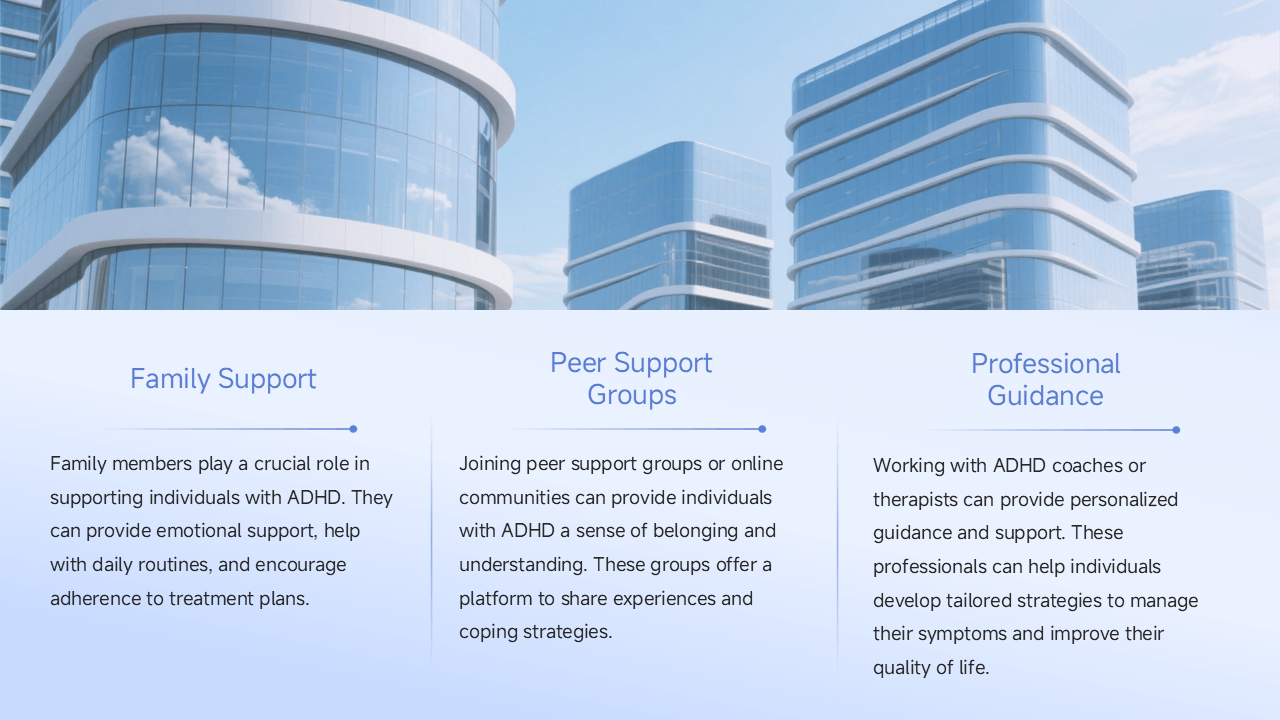 Family Support
Family members play a crucial role in
supporting individuals with ADHD. They
can provide emotional support, help
with daily routines, and encourage
adherence to treatment plans.
Peer Support
Groups
Joining peer support groups or online
communities can provide individuals
with ADHD a sense of belonging and
understanding. These groups offer a
platform to share experiences and
coping strategies.
Professional
Guidance
Working with ADHD coaches or
therapists can provide personalized
guidance and support. These
professionals can help individuals
develop tailored strategies to manage
their symptoms and improve their
quality of life.